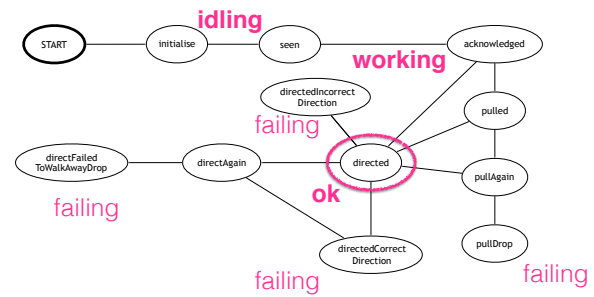 idling
START
initialise
seen
acknowledged
working
directedIncorrect
Direction
failing
pulled
directFailed
ToWalkAwayDrop
directAgain
directed
pullAgain
failing
ok
directedCorrect
Direction
pullDrop
failing
failing